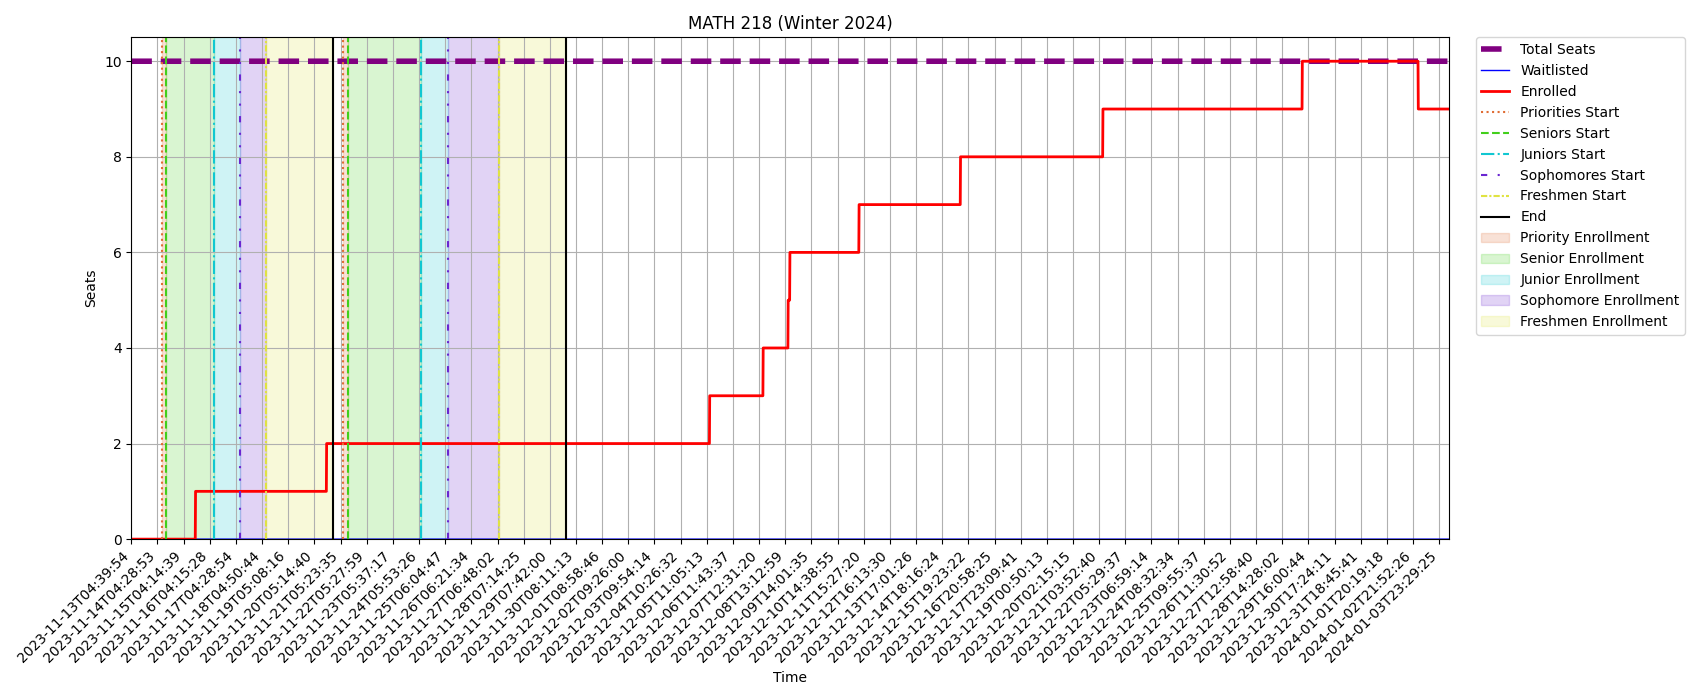 MATH 218 (Winter 2024)
Seats
10
8
6
4
2
0
2023-11-13T04:39:54
2023-11-14T04:28:53
2023-11-15T04:14:39
2023-11-16T04:15:28
2023-11-17T04:28:54
2023-11-18T04:50:44
2023-11-19T05:08:16
2023-11-20T05:14:40
2023-11-21T05:23:35
2023-11-22T05:27:59
2023-11-23T05:37:17
2023-11-24T05:53:26
2023-11-25T06:04:47
2023-11-26T06:21:34
2023-11-27T06:48:02
2023-11-28T07:14:25
2023-11-29T07:42:00
2023-11-30T08:11:13
2023-12-01T08:58:46
2023-12-02T09:26:00
2023-12-03T09:54:14
2023-12-04T10:26:32
2023-12-05T11:05:13
2023-12-06T11:43:37
2023-12-07T12:31:20
2023-12-08T13:12:59
2023-12-09T14:01:35
2023-12-10T14:38:55
2023-12-11T15:27:20
2023-12-12T16:13:30
2023-12-13T17:01:26
2023-12-14T18:16:24
2023-12-15T19:23:22
2023-12-16T20:58:25
2023-12-17T23:09:41
2023-12-19T00:50:13
2023-12-20T02:15:15
2023-12-21T03:52:40
2023-12-22T05:29:37
2023-12-23T06:59:14
2023-12-24T08:32:34
2023-12-25T09:55:37
2023-12-26T11:30:52
2023-12-27T12:58:40
2023-12-28T14:28:02
2023-12-29T16:00:44
2023-12-30T17:24:11
2023-12-31T18:45:41
2024-01-01T20:19:18
2024-01-02T21:52:26
2024-01-03T23:29:25
Time
Total Seats
Waitlisted
Enrolled
Priorities Start
Seniors Start
Juniors Start
Sophomores Start
Freshmen Start
End
Priority Enrollment
Senior Enrollment
Junior Enrollment
Sophomore Enrollment
Freshmen Enrollment